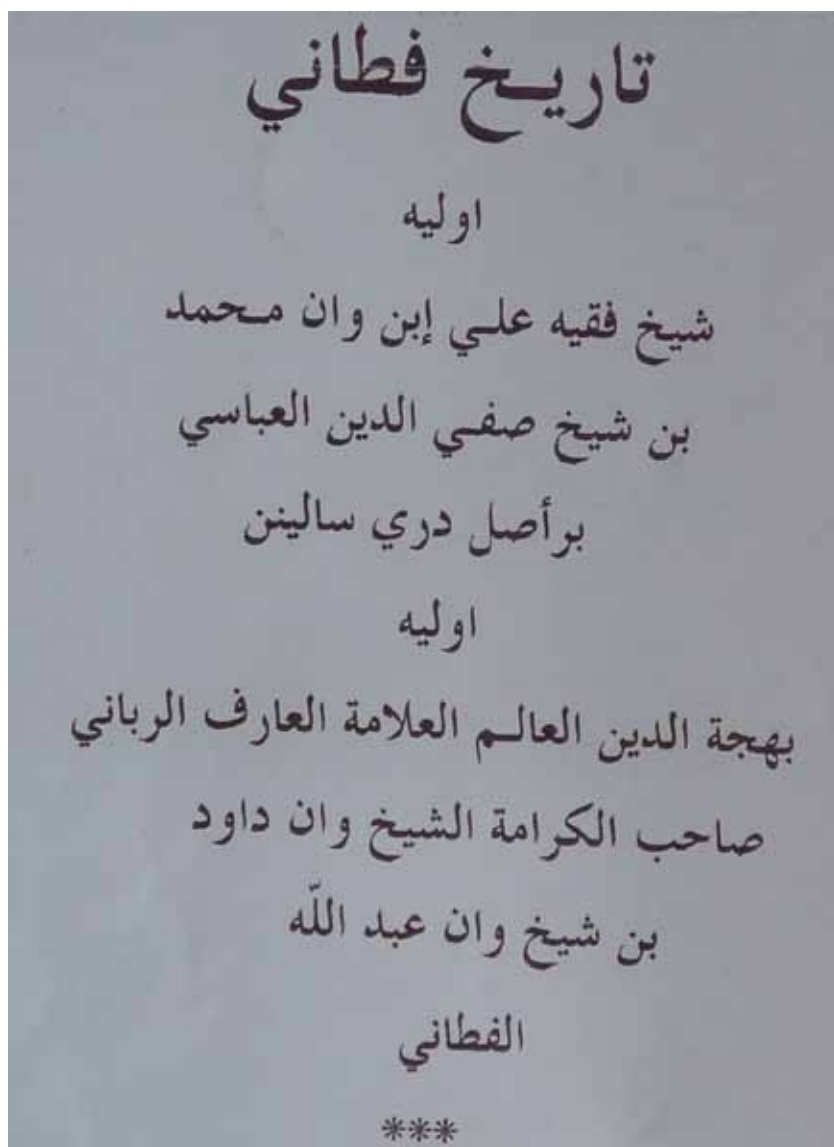 تاريخ فطاني
اوليه
شيخ فقيه علي إبن وان محمد
بن شيخ صفي الدين العباسي
برأصل دري سالينن
اوليه
بهجة الدين العالم العلامة العارف الرباني
صاحب الكرامة الشيخ وان داود
بن شيخ وان عبد اللّه
الفطاني
***